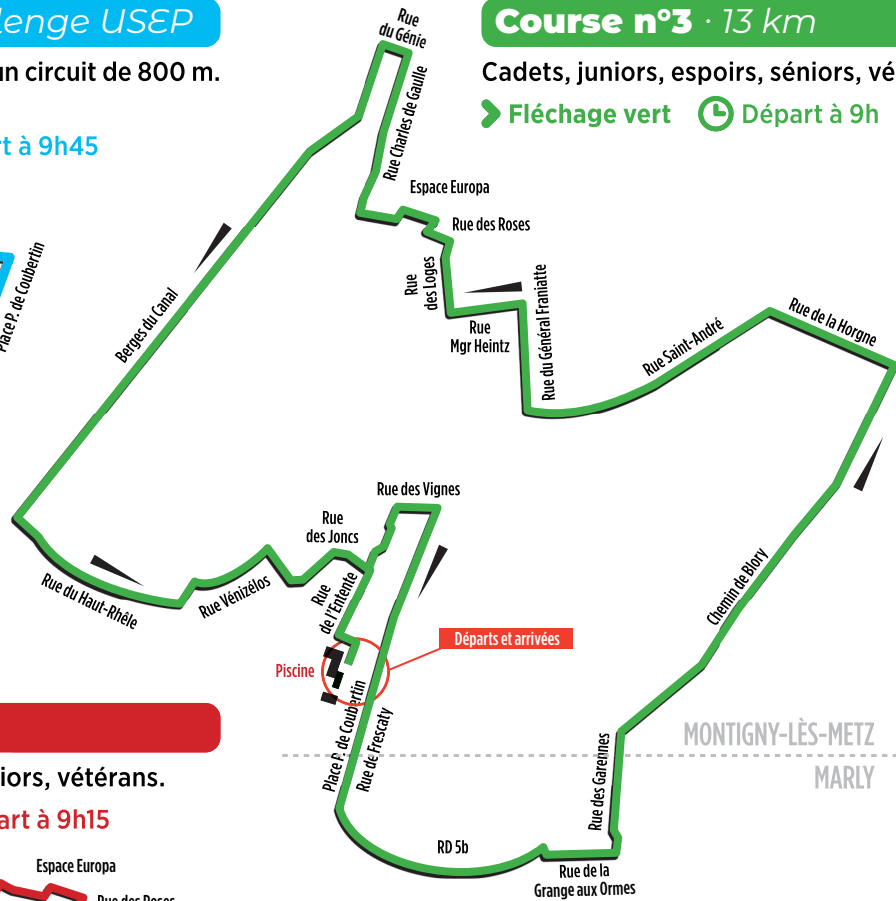 lenge USEP
un circuit de 800 m.
t à 9h45
Place P. de Coubertin
Course n°3 · 13 km
Cadets, juniors, espoirs, séniors, vé
Fléchage vert
Départ à 9h
Rue
du Génie
Rue Charles de Gaulle
Espace Europa
Rue des Roses
Rue
des Loges
Rue
Mgr Heintz
Rue du Général Franiatte
Rue Saint-André
Rue de la Horgne
Berges du Canal
Rue des Vignes
Rue
des Joncs
Rue
de l'Entente
Rue Vénizélos
Rue du Haut-Rhêle
Chemin de Blory
Départs et arrivées
Piscine
Place P. de Coubertin
Rue de Frescaty
Rue des Garennes
MONTIGNY-LÈS-METZ
MARLY
RD 5b
Rue de la
Grange aux Ormes
iors, vétérans.
art à 9h15
Espace Europa
Rue des Roses